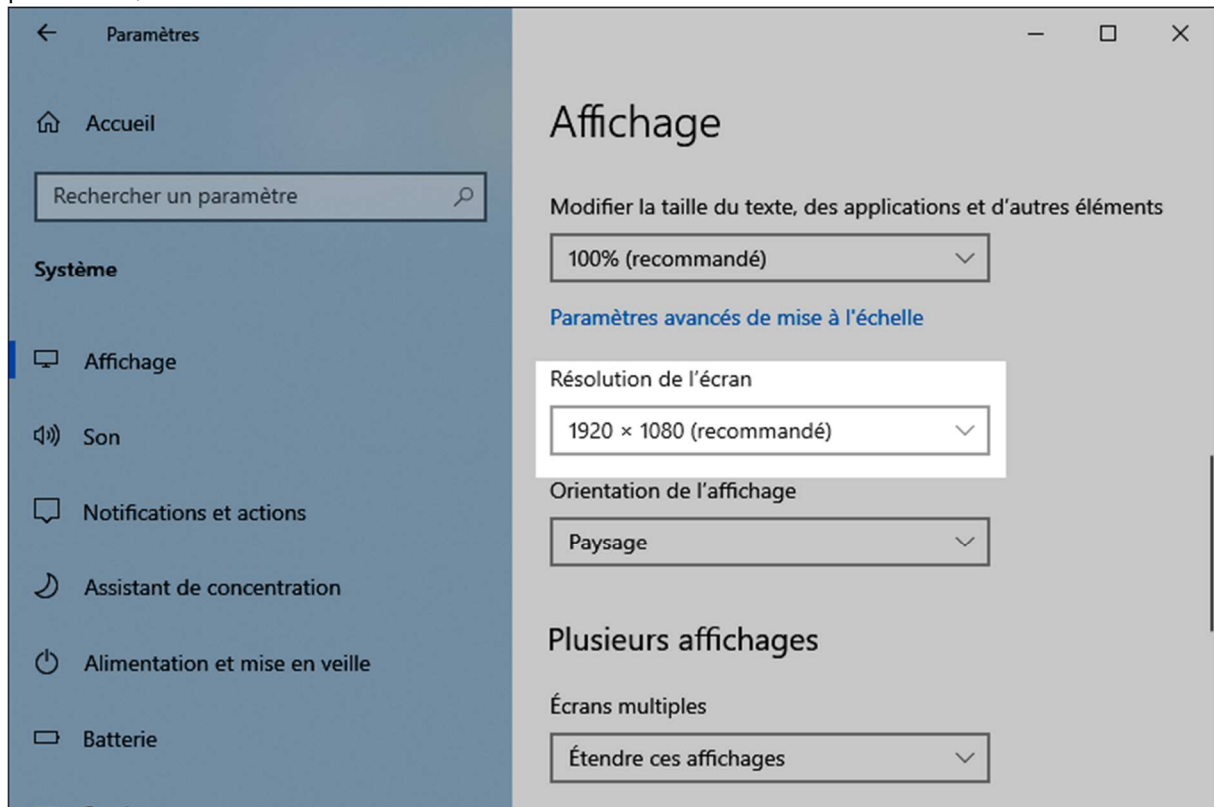 Paramètres
Accueil
Rechercher un paramètre
Système
Affichage
Son
Notifications et actions
Assistant de concentration
Alimentation et mise en veille
Batterie
Affichage
Modifier la taille du texte, des applications et d'autres éléments
100% (recommandé)
Paramètres avancés de mise à l'échelle
Résolution de l'écran
1920 × 1080 (recommandé)
Orientation de l'affichage
Paysage
Plusieurs affichages
Écrans multiples
Étendre ces affichages